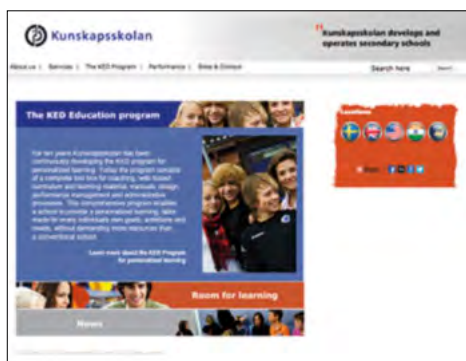 Kunskapsskolan
"Kunskapsskolan develops and
operates secondary schools
About us | Services | The KED Program | Performance | Sites & Contact
Search here
The KED Education program
For ten years Kunskapsskolan has been
continuously developing the KED program for
personalised learning. Today the program consists
of a complete tool box for coaching, web-based
curriculum and learning material, manuals, design,
performance management and administrative
processes. This comprehensive program enables
a school to provide a personalised learning, tailor-
made for every individual's own goals, ambitions and
needs, without demanding more resources than
a conventional school.
Learn more about the KED Program
for personalised learning
Locations
Room for learning
News